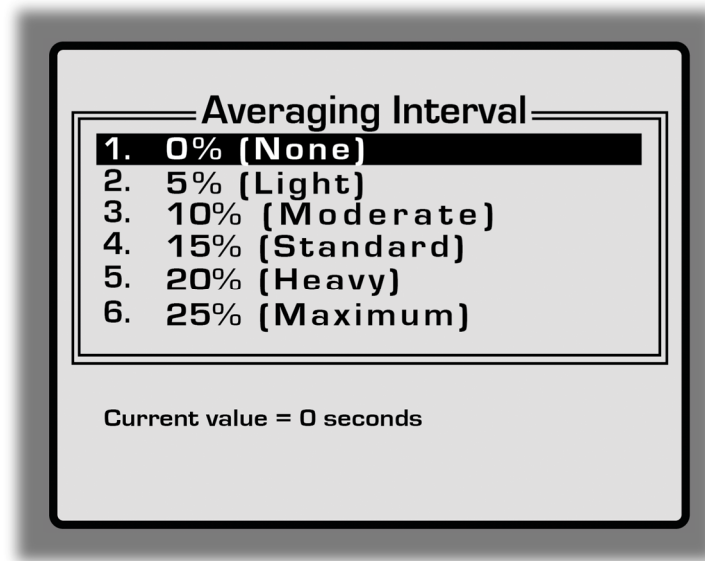 Averaging Interval
1. 0% (None)
2. 5% (Light)
3. 10% (Moderate)
4. 15% (Standard)
5. 20% (Heavy)
6. 25% (Maximum)
Current value = 0 seconds